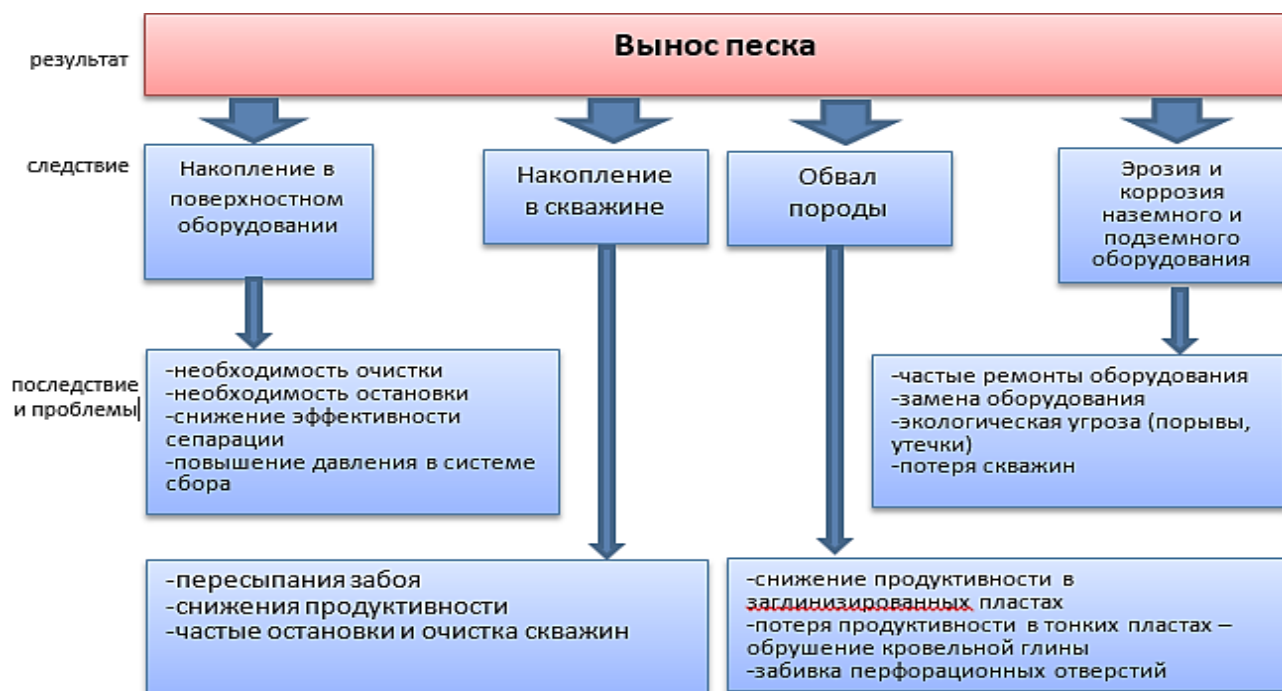 Вынос песка
результат
следствие
Накопление в
поверхностном
оборудовании
Накопление
в скважине
Обвал
породы
Эрозия и
коррозия
наземного и
подземного
оборудования
последствие
и проблемы
-необходимость очистки
-необходимость остановки
-снижение эффективности
сепарации
-повышение давления в системе
сбора
-частые ремонты оборудования
-замена оборудования
-экологическая угроза (порывы,
утечки)
-потеря скважин
-пересыпания забоя
-снижения продуктивности
-частые остановки и очистка скважин
-снижение продуктивности в
заглинизированных пластах
-потеря продуктивности в тонких пластах –
обрушение кровельной глины
-забивка перфорационных отверстий